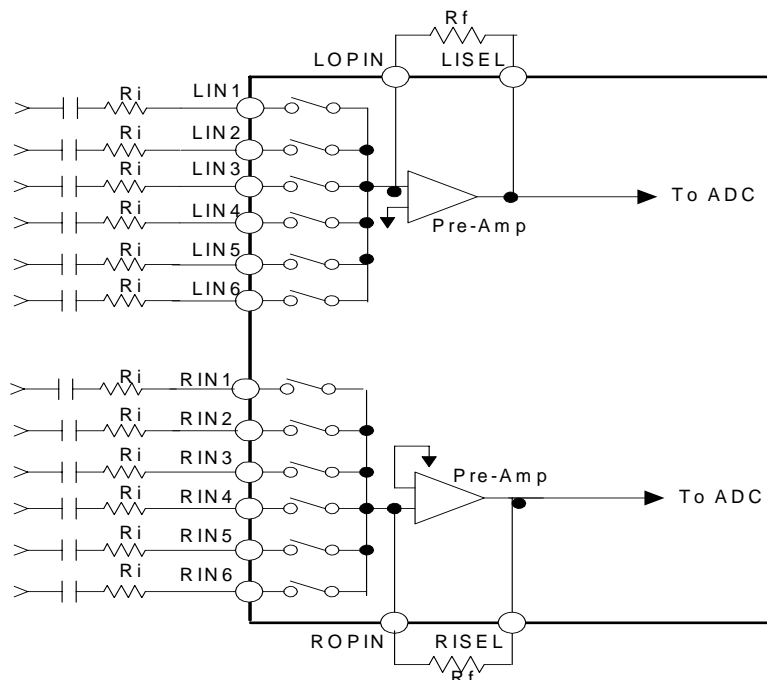 Rf
LOPIN LISEL
Ri LIN1
Ri LIN2
Ri LIN3
Ri LIN4
Ri LIN5
Ri LIN6
To ADC
Pre-Amp
Ri RIN1
Ri RIN2
Ri RIN3
Ri RIN4
Ri RIN5
Ri RIN6
Pre-Amp
To ADC
ROPIN RISEL
Rf